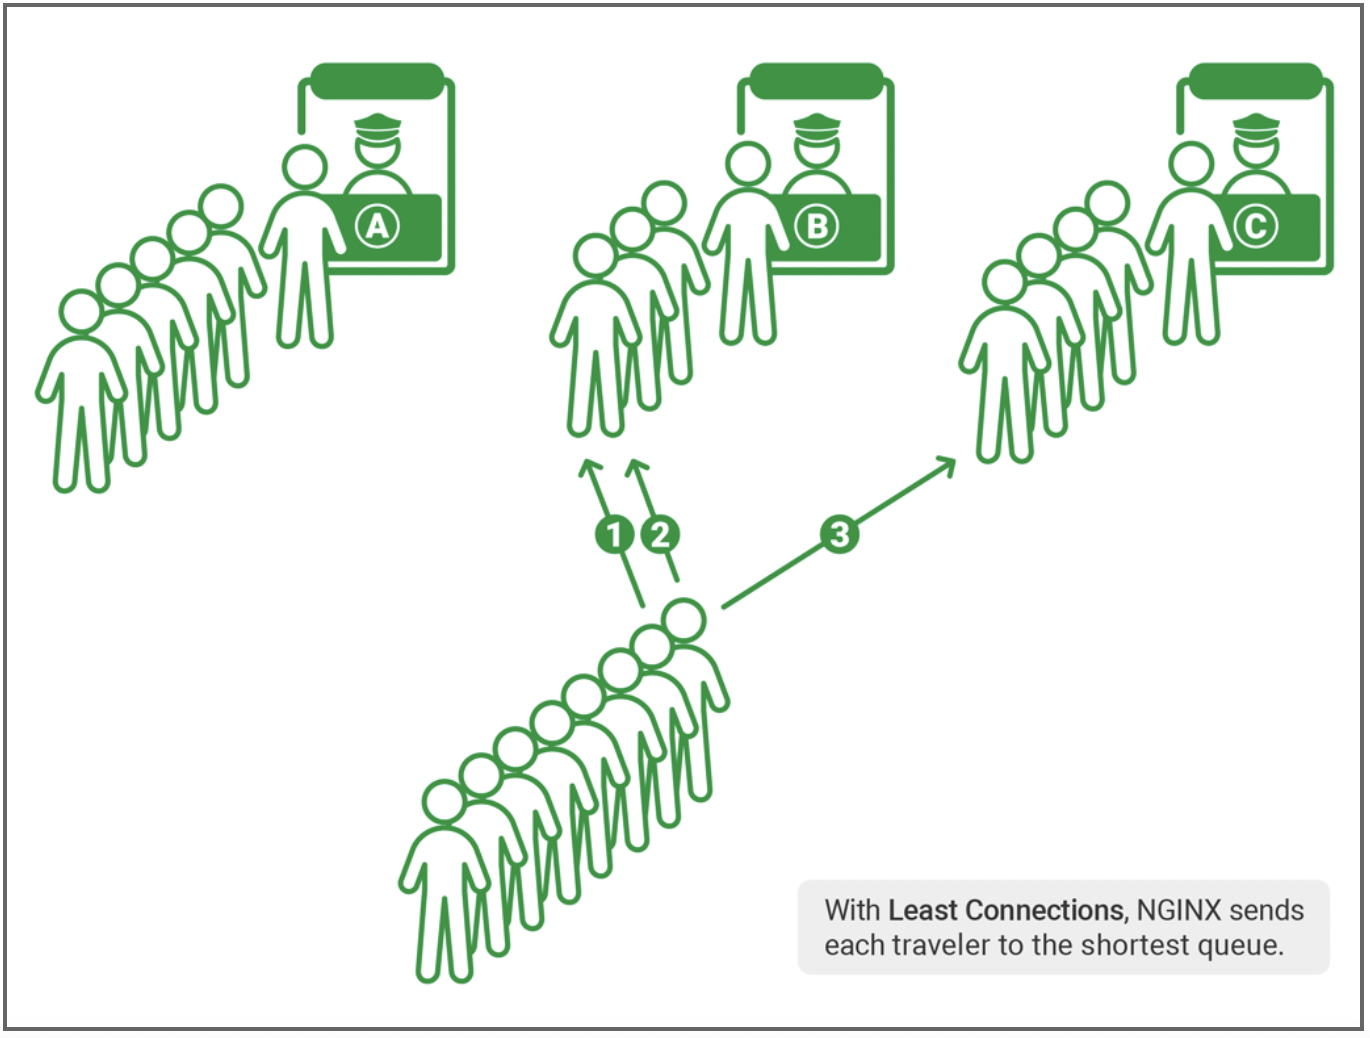 A
B
C
1
2
3
With Least Connections, NGINX sends
each traveler to the shortest queue.